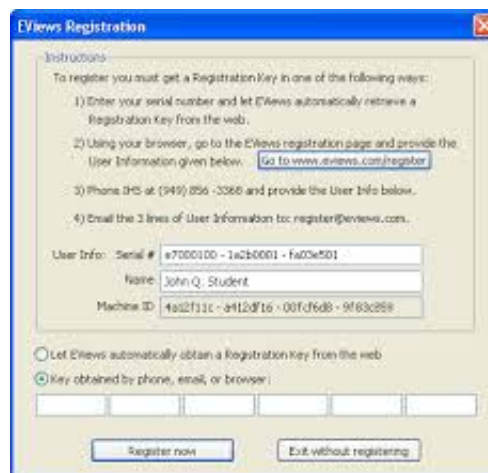 EViews Registration
Instructions
To register you must get a Registration Key in one of the following ways:
1) Enter your serial number and let EViews automatically retrieve a
Registration Key from the web.
2) Using your browser, go to the EViews registration page and provide the
User Information given below. Go to www.eviews.com/register
3) Phone IHS at (949) 856-3368 and provide the User Info below.
4) Email the 3 lines of User Information to: register@eviews.com.
User Info: Serial # e7000100 - 1a2b0001 - fa03e501
Name John Q. Student
Machine ID
Let EViews automatically obtain a Registration Key from the web
Key obtained by phone, email, or browser:
Register now Exit without registering